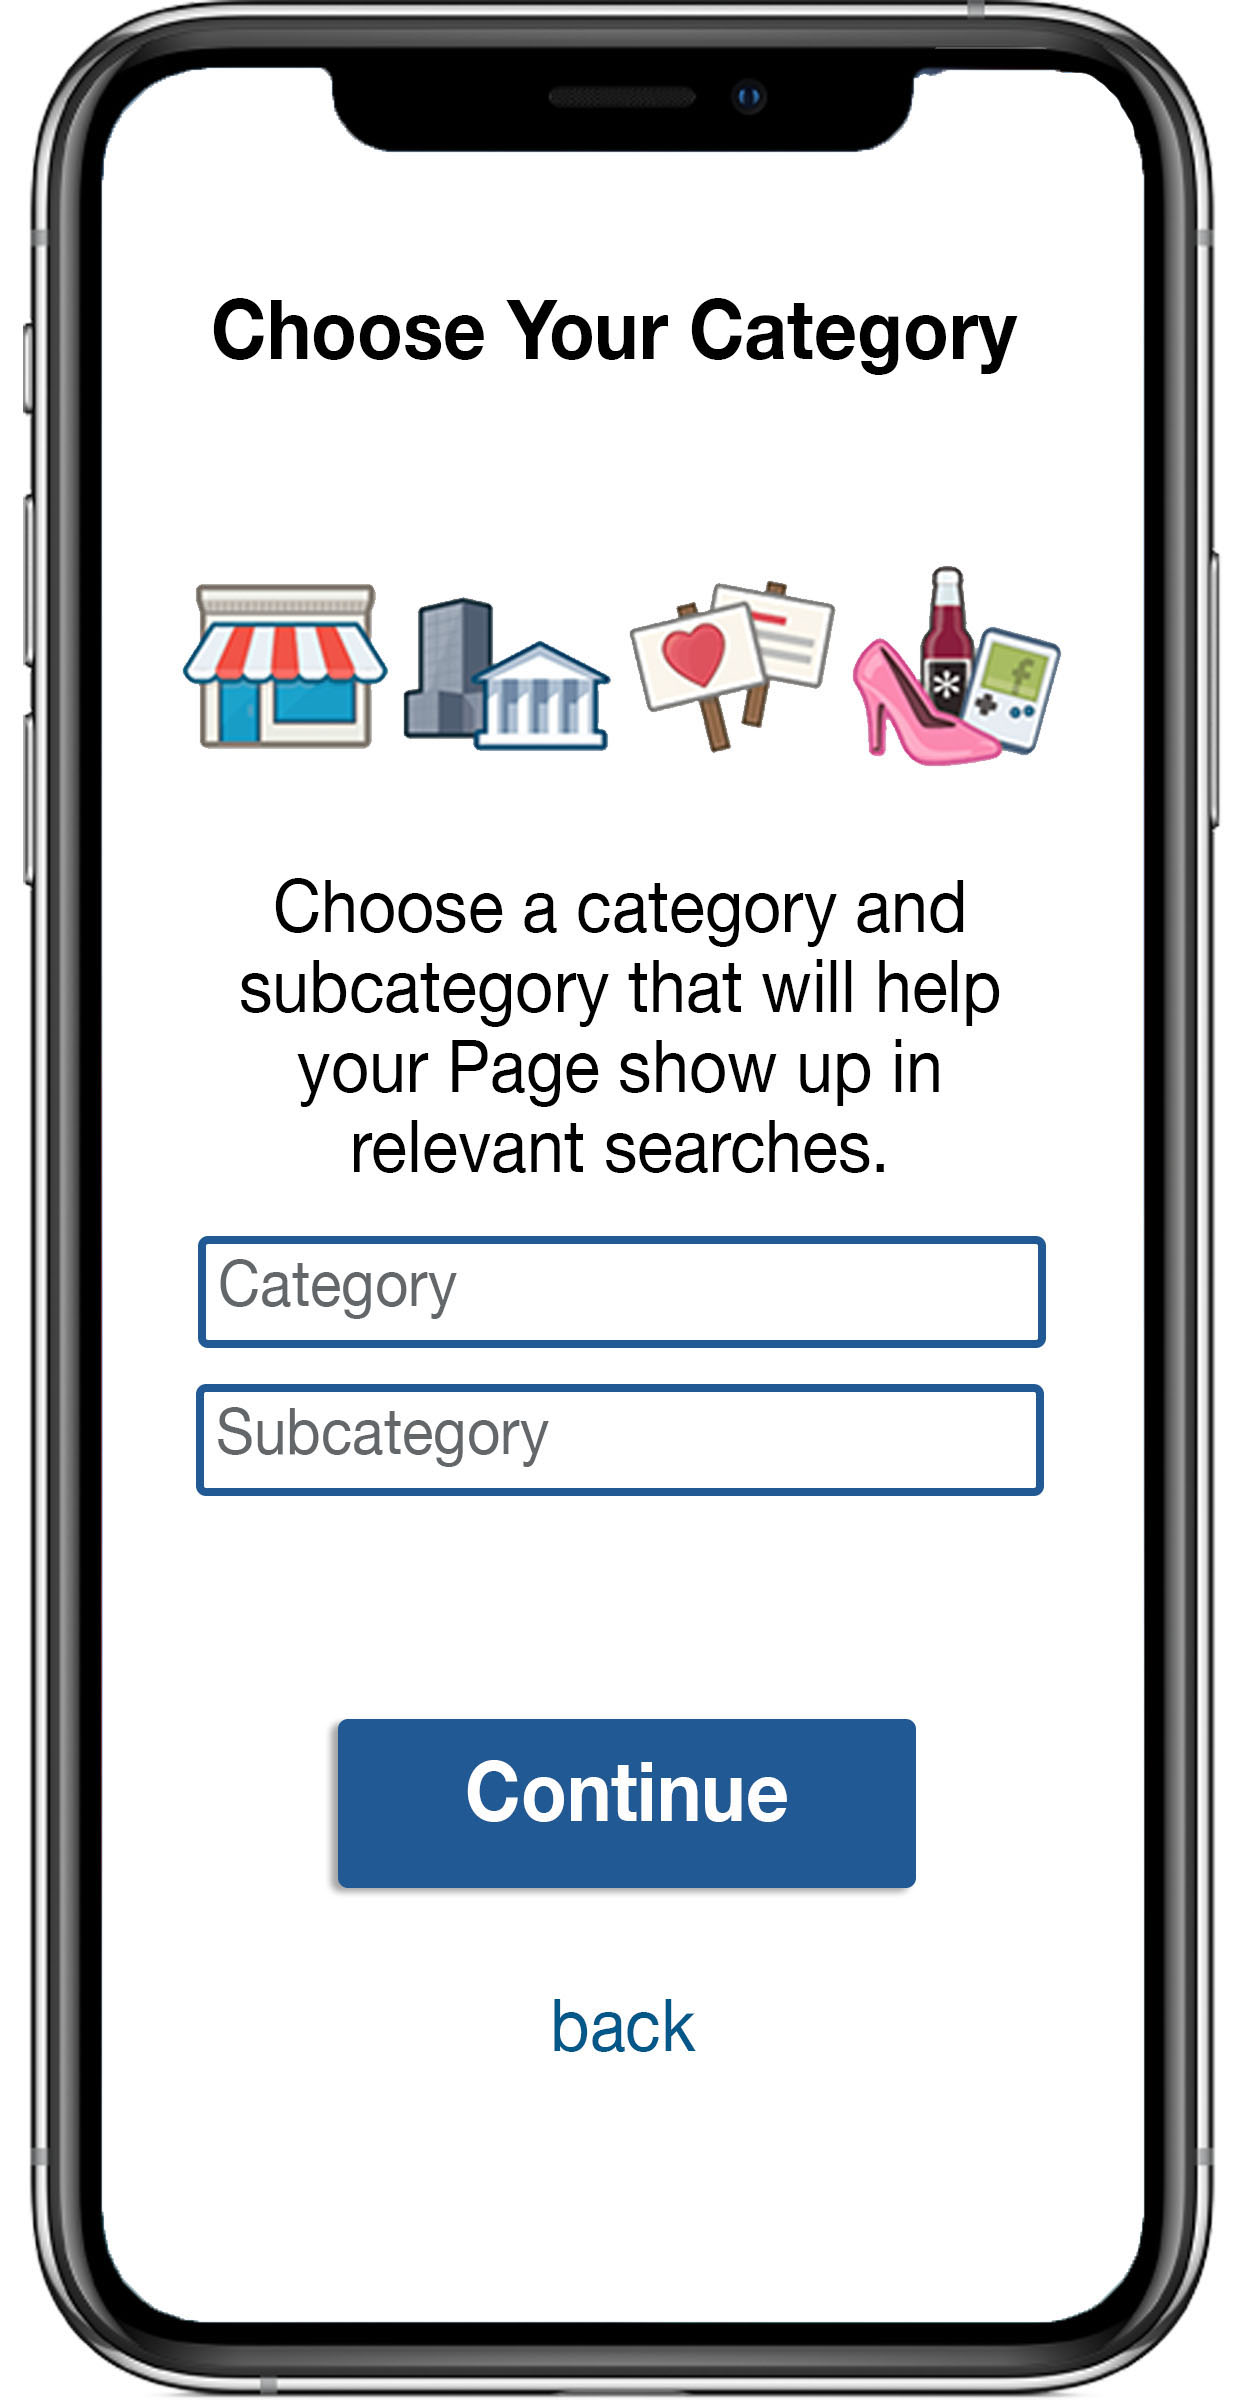 Choose Your Category
Choose a category and
subcategory that will help
your Page show up in
relevant searches.
Category
Subcategory
Continue
back